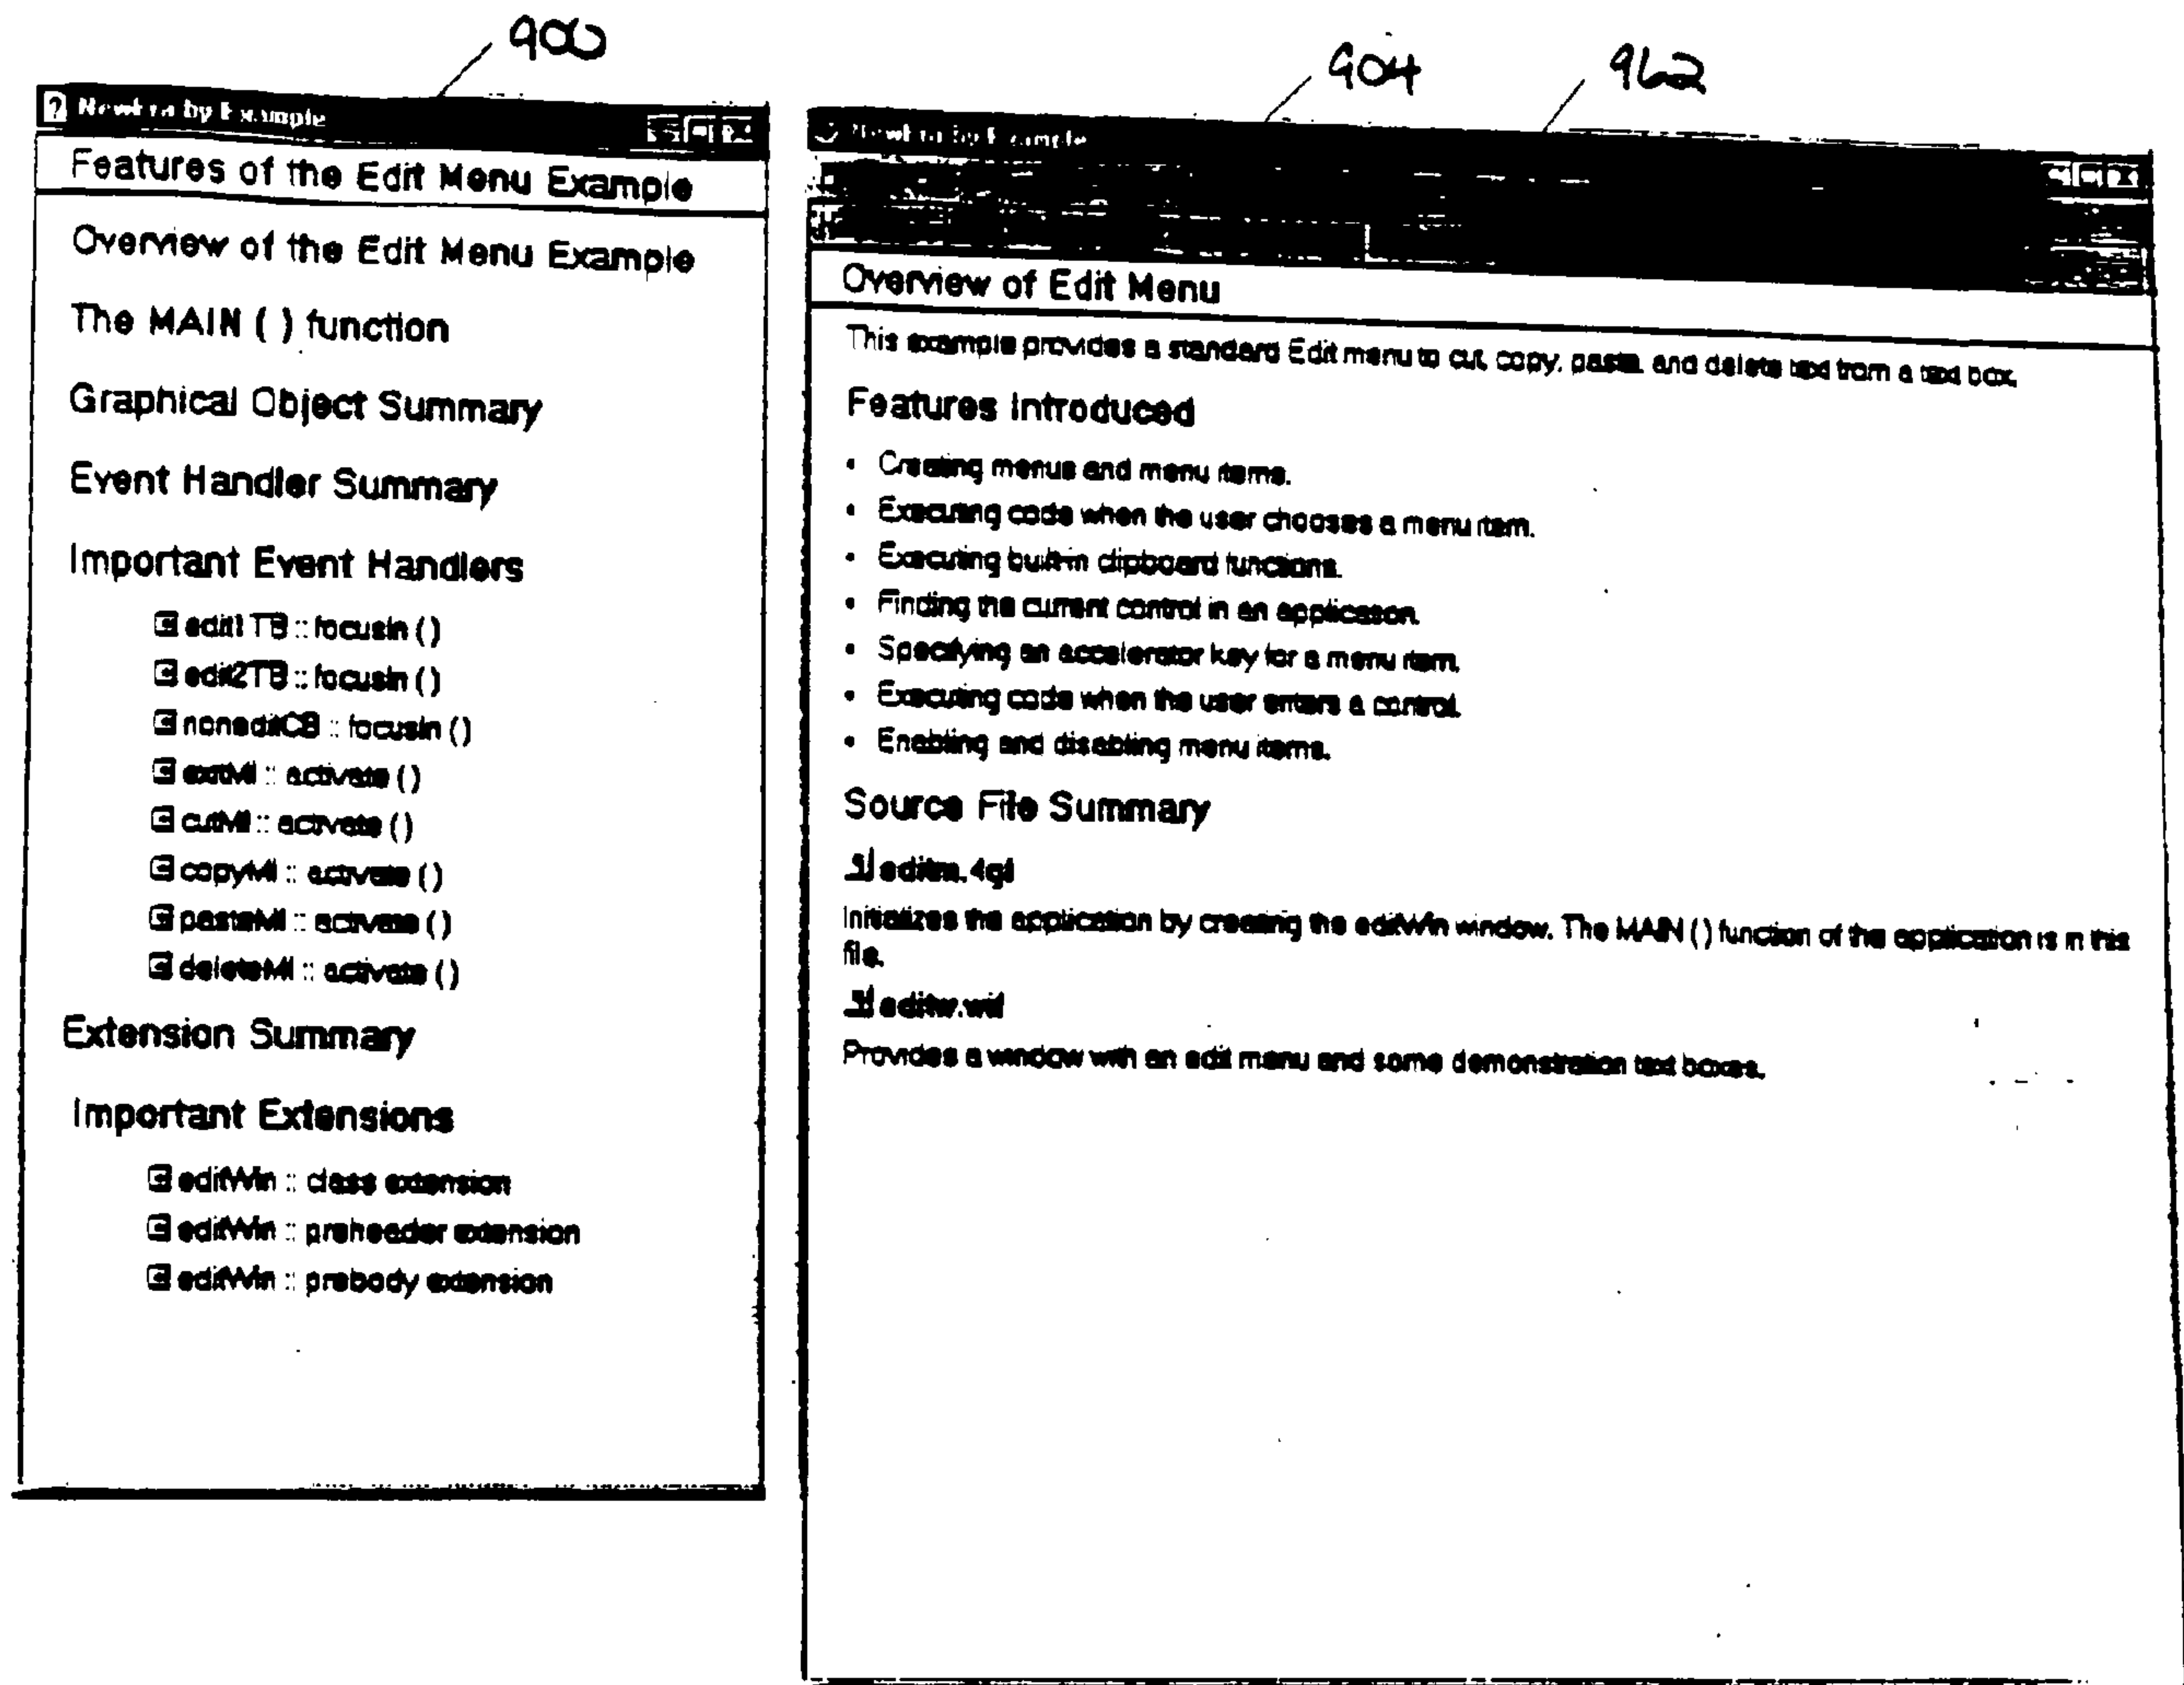 900
904
962
NewEra by Example
Features of the Edit Menu Example
Overview of the Edit Menu Example
The MAIN ( ) function
Graphical Object Summary
Event Handler Summary
Important Event Handlers
edit1TB :: focusIn ( )
edit2TB :: focusIn ( )
noneditCB :: focusIn ( )
exitMI :: activate ( )
cutMI :: activate ( )
copyMI :: activate ( )
pasteMI :: activate ( )
deleteMI :: activate ( )
Extension Summary
Important Extensions
editWin :: class extension
editWin :: preheader extension
editWin :: prebody extension
NewEra by Example
Overview of Edit Menu
This example provides a standard Edit menu to cut, copy, paste, and delete text from a text box.
Features Introduced
• Creating menus and menu items.
• Executing code when the user chooses a menu item.
• Executing built-in clipboard functions.
• Finding the current control in an application.
• Specifying an accelerator key for a menu item.
• Executing code when the user enters a control.
• Enabling and disabling menu items.
Source File Summary
editm.4gl
Initializes the application by creating the editWin window. The MAIN ( ) function of the application is in this
file.
editw.wif
Provides a window with an edit menu and some demonstration text boxes.